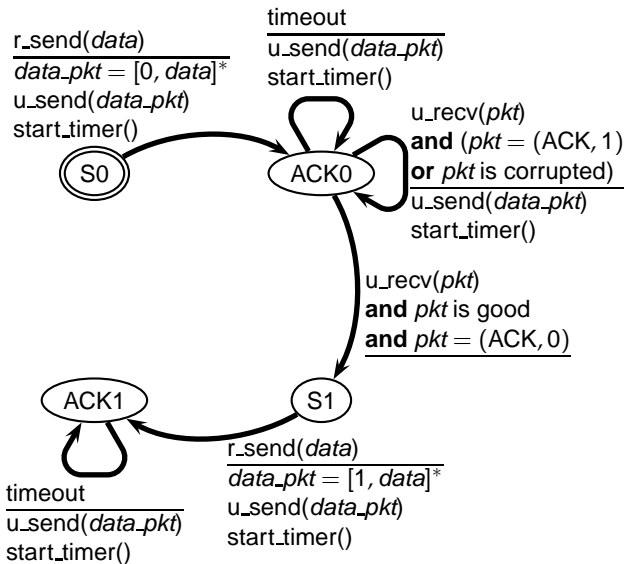 r_send(data)
data_pkt = [0, data]*
u_send(data_pkt)
start_timer()
timeout
u_send(data_pkt)
start_timer()
S0
ACK0
u_recv(pkt)
and (pkt = (ACK, 1)
or pkt is corrupted)
u_send(data_pkt)
start_timer()
u_recv(pkt)
and pkt is good
and pkt = (ACK, 0)
ACK1
S1
timeout
u_send(data_pkt)
start_timer()
r_send(data)
data_pkt = [1, data]*
u_send(data_pkt)
start_timer()